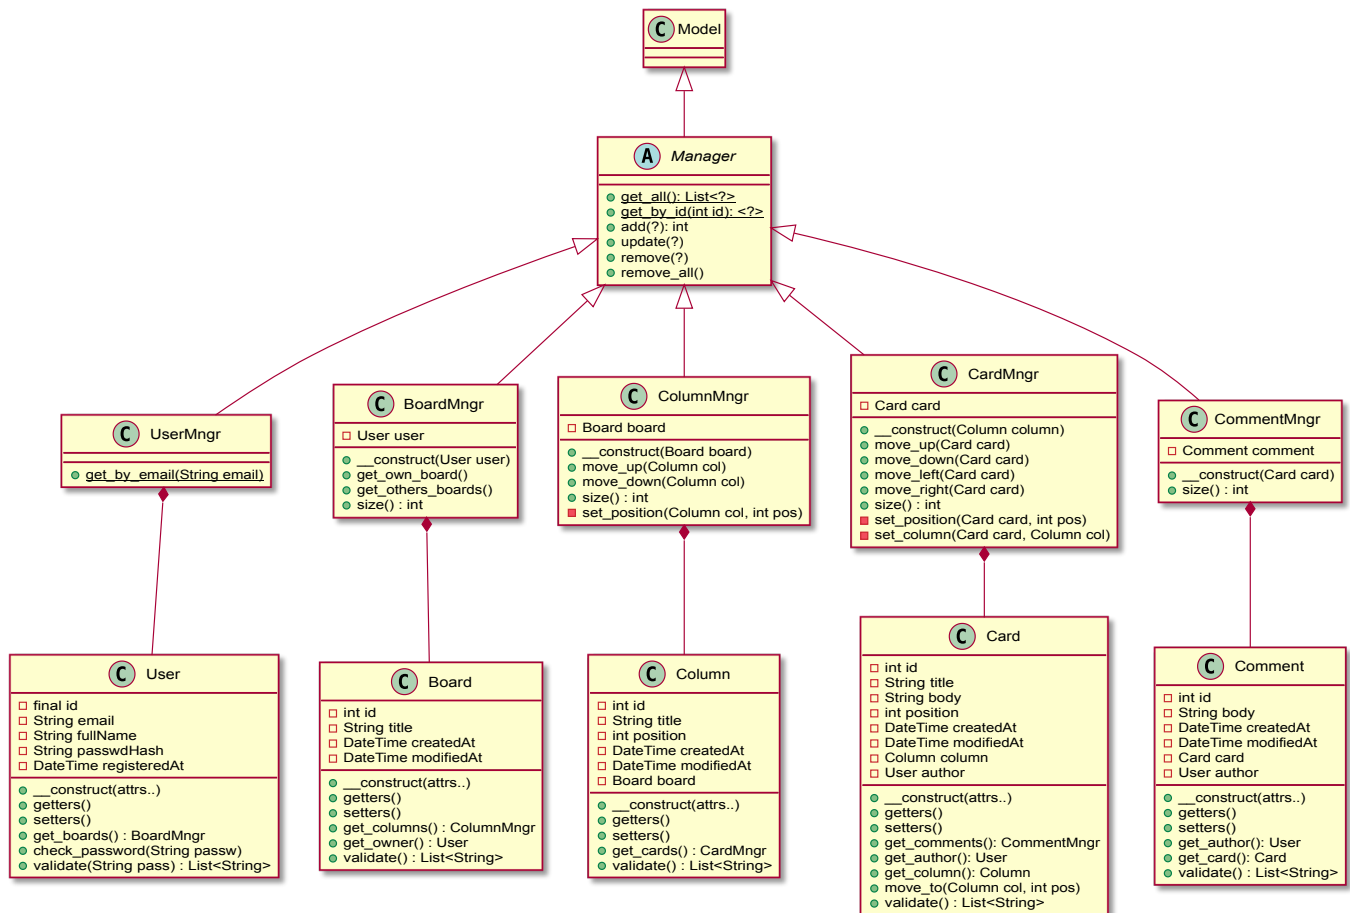 C Model
A Manager
get_all(): List<?>
get_by_id(int id): <?>
add(?): int
update(?)
remove(?)
remove_all()
C UserMngr
get_by_email(String email)
C BoardMngr
User user
__construct(User user)
get_own_board()
get_others_boards()
size() : int
C ColumnMngr
Board board
__construct(Board board)
move_up(Column col)
move_down(Column col)
size() : int
set_position(Column col, int pos)
C CardMngr
Card card
__construct(Column column)
move_up(Card card)
move_down(Card card)
move_left(Card card)
move_right(Card card)
size() : int
set_position(Card card, int pos)
set_column(Card card, Column col)
C CommentMngr
Comment comment
__construct(Card card)
size() : int
C User
final id
String email
String fullName
String passwdHash
DateTime registeredAt
__construct(attrs..)
getters()
setters()
get_boards() : BoardMngr
check_password(String passw)
validate(String pass) : List<String>
C Board
int id
String title
DateTime createdAt
DateTime modifiedAt
__construct(attrs..)
getters()
setters()
get_columns() : ColumnMngr
get_owner() : User
validate() : List<String>
C Column
int id
String title
int position
DateTime createdAt
DateTime modifiedAt
Board board
__construct(attrs..)
getters()
setters()
get_cards() : CardMngr
validate() : List<String>
C Card
int id
String title
String body
int position
DateTime createdAt
DateTime modifiedAt
Column column
User author
__construct(attrs..)
getters()
setters()
get_comments(): CommentMngr
get_author(): User
get_column(): Column
move_to(Column col, int pos)
validate() : List<String>
C Comment
int id
String body
DateTime createdAt
DateTime modifiedAt
Card card
User author
__construct(attrs..)
getters()
setters()
get_author(): User
get_card(): Card
validate() : List<String>